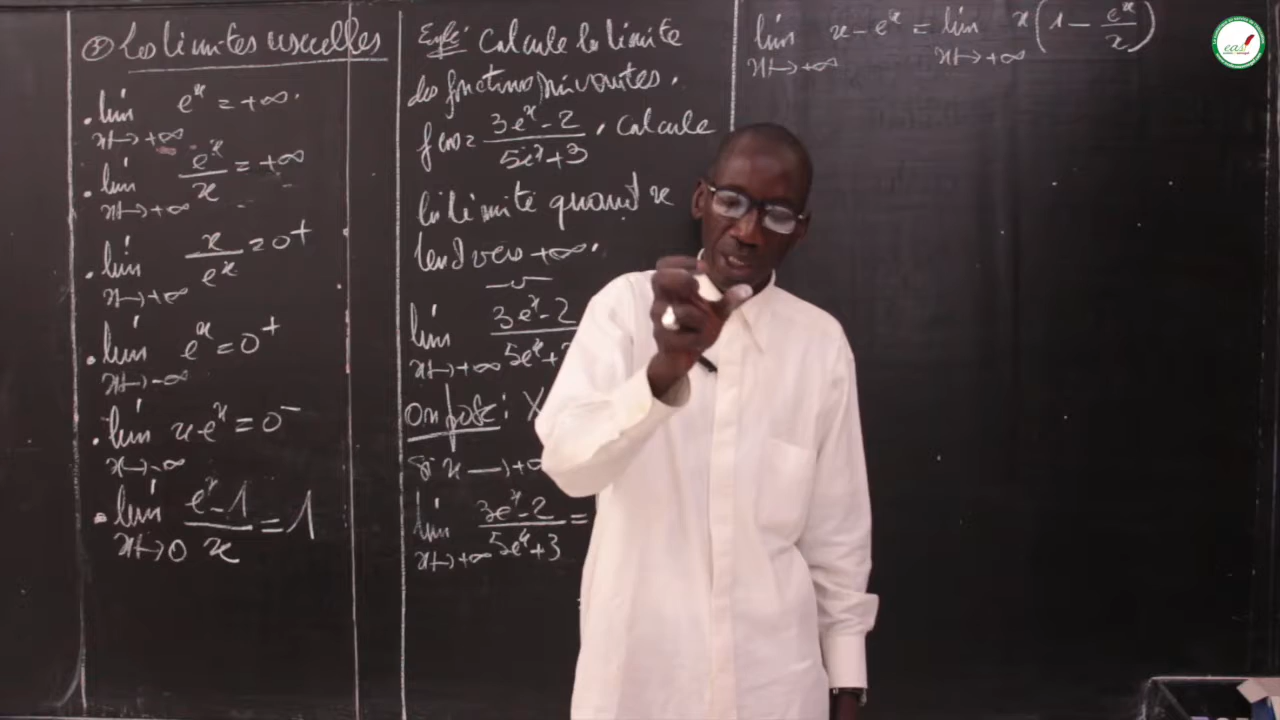 ③ Les limites usuelles
• lim e^x = +∞.
x→+∞
• lim e^x/x = +∞
x→+∞
• lim x/e^x = 0⁺
x→+∞
• lim e^x = 0⁺
x→-∞
• lim xe^x = 0⁻
x→-∞
• lim (e^x-1)/x = 1
x→0
Calcule la limite
des fonctions suivantes.
f(x) = (3e^x-2)/(5e^x+3). Calcule
la limite quand x
tend vers +∞.
lim (3e^x-2)/(5e^x+
x→+∞
on pose: X
Si x → +∞
lim (3e^x-2)/(5e^x+3) =
x→+∞
lim x - e^x = lim x(1 - e^x/x)
x→+∞ x→+∞
eas